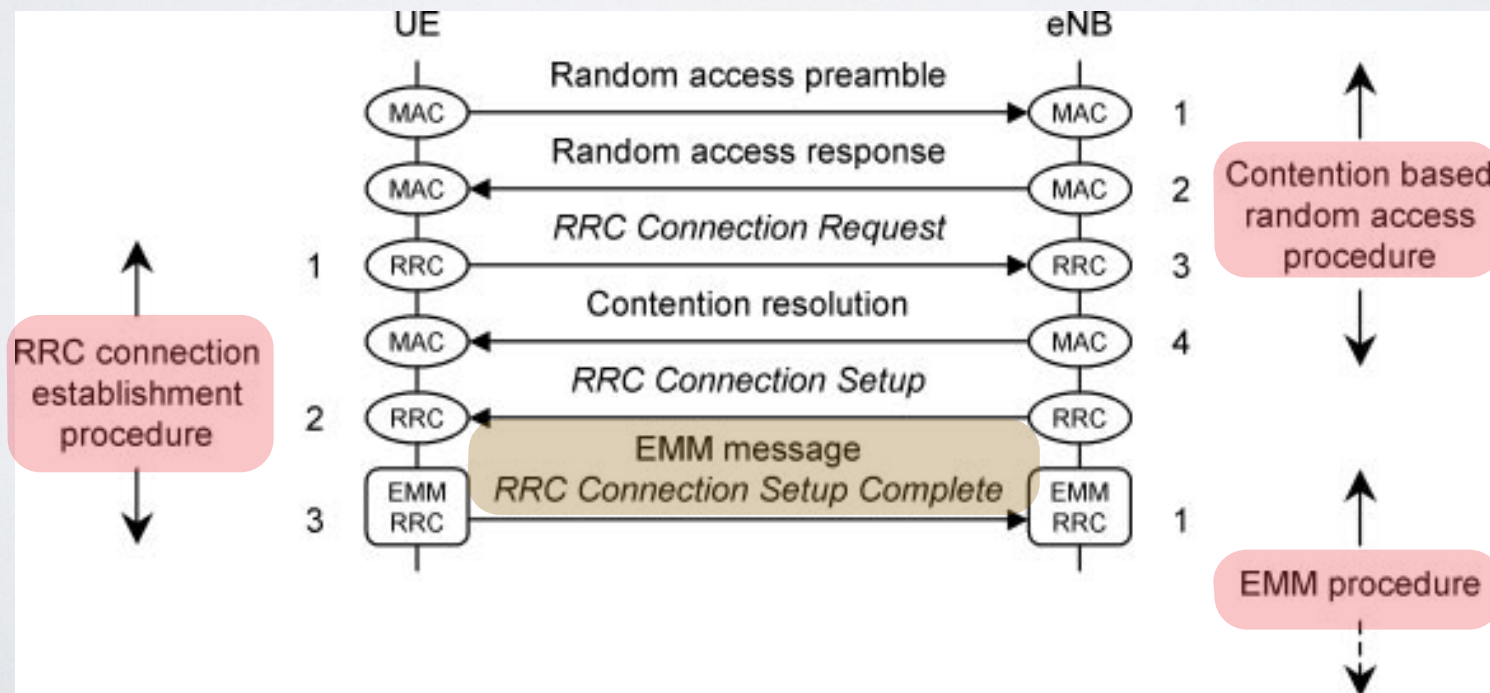 UE eNB
Random access preamble
MAC MAC 1
Random access response
MAC MAC 2
Contention based
random access
procedure
RRC Connection Request
1 RRC RRC 3
Contention resolution
MAC MAC 4
RRC connection
establishment
procedure
RRC Connection Setup
2 RRC RRC
EMM message
RRC Connection Setup Complete
EMM EMM
3 RRC RRC 1
EMM procedure